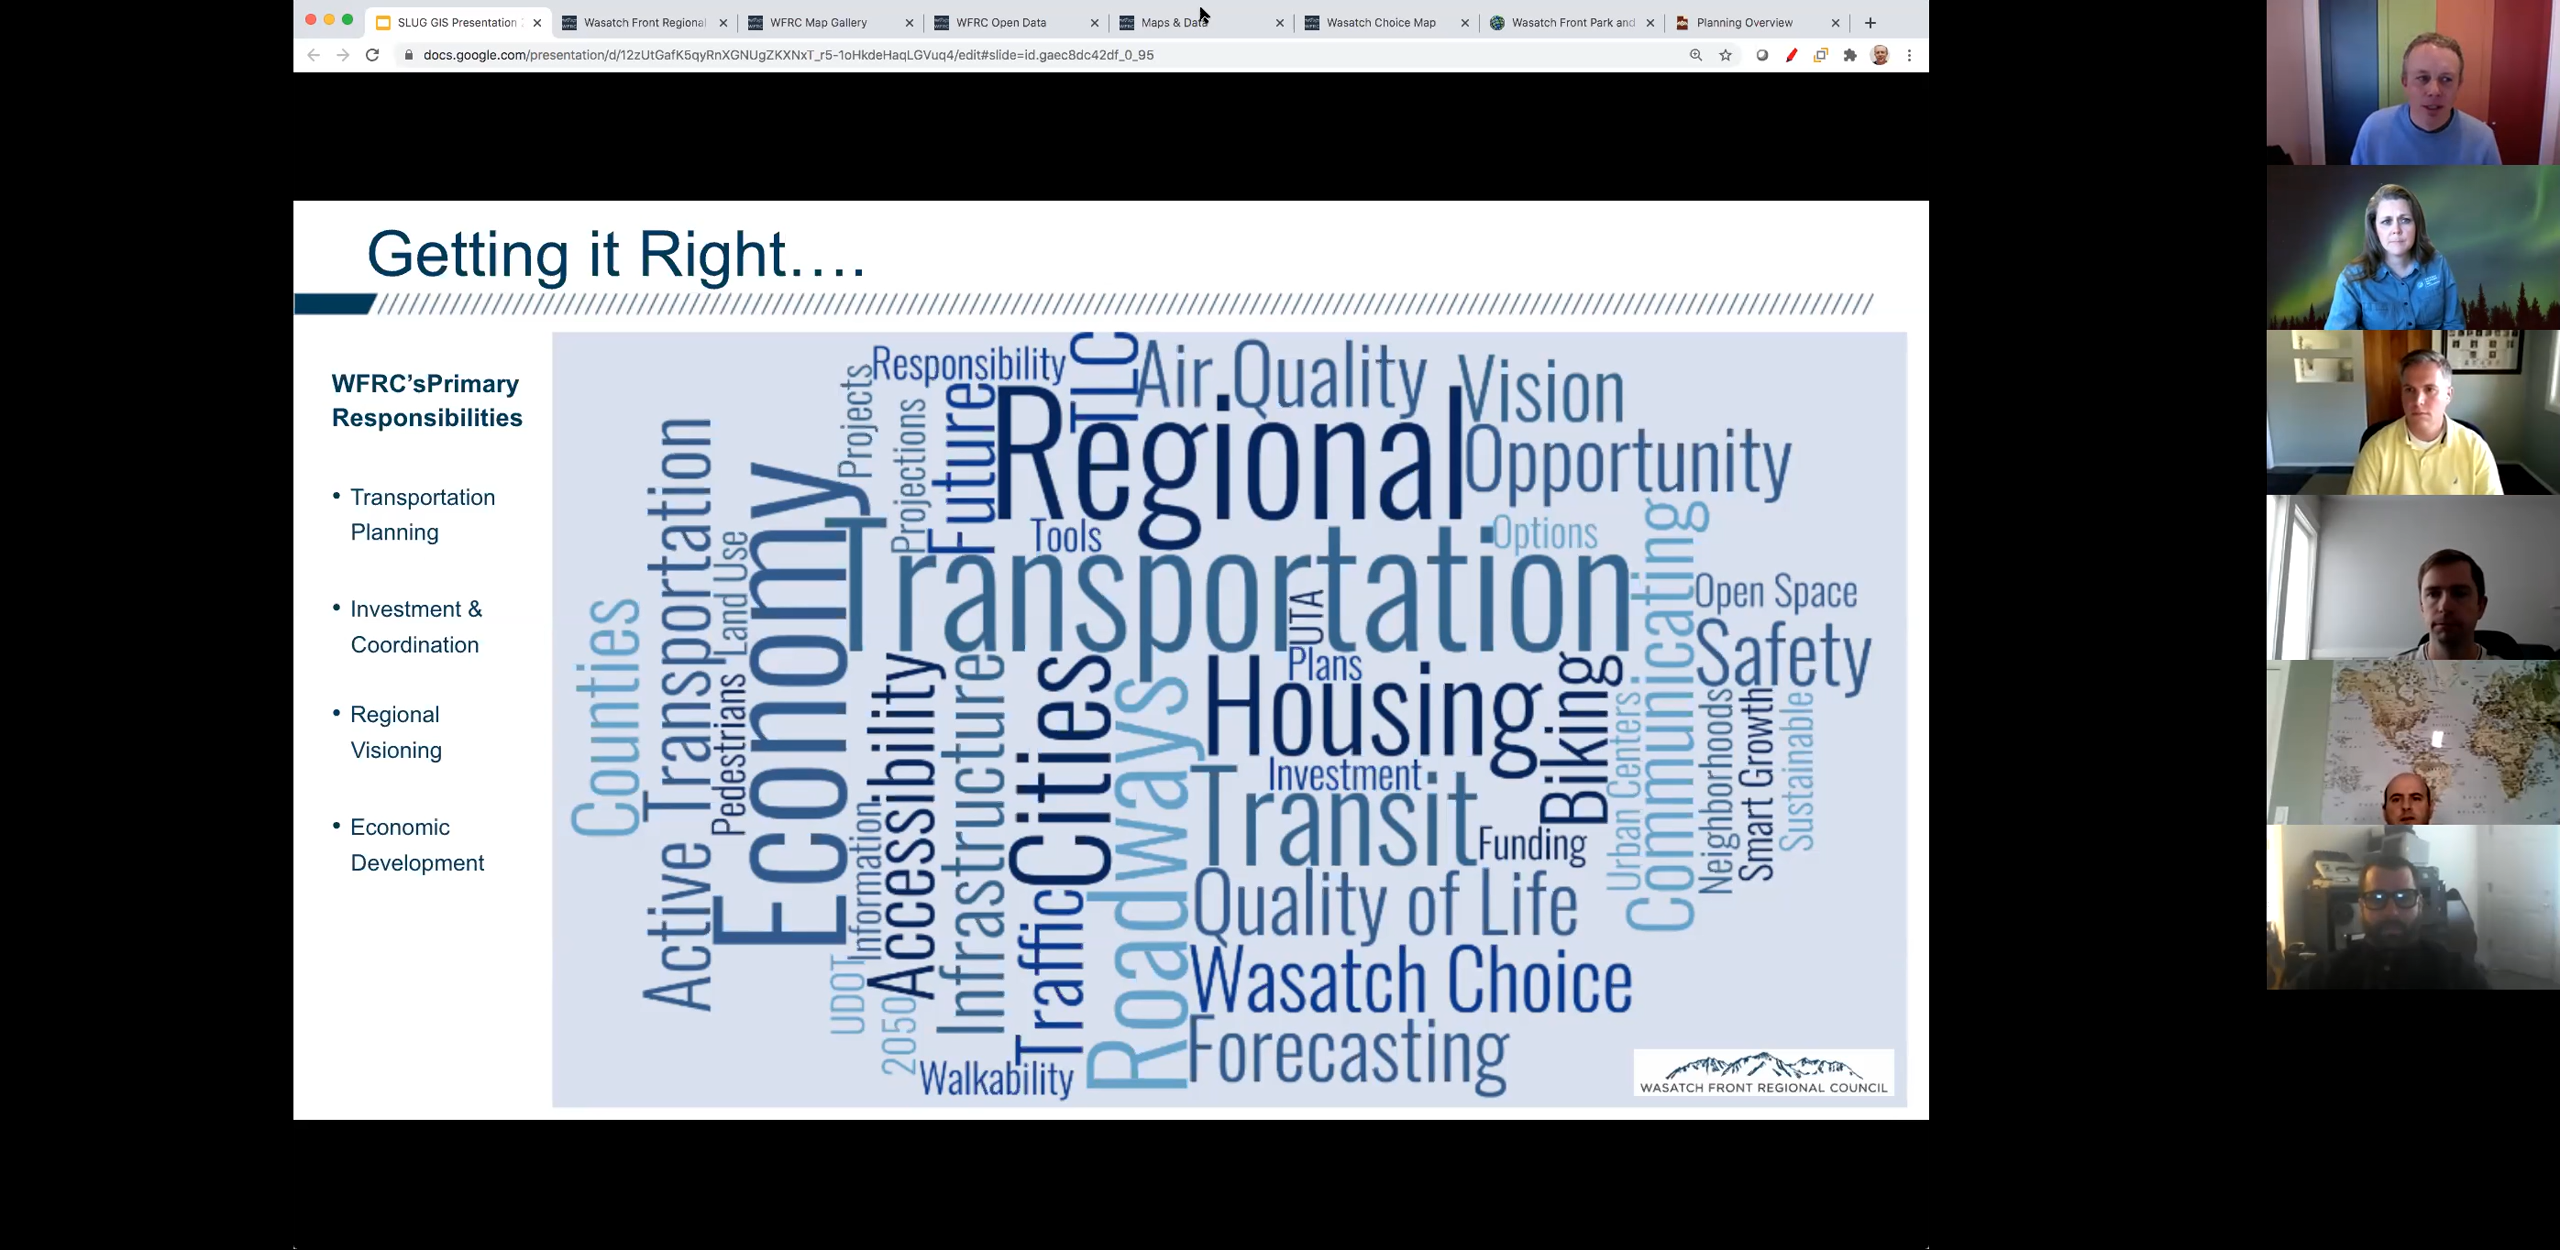 SLUG GIS Presentation
Wasatch Front Regional
WFRC Map Gallery
WFRC Open Data
Maps & Data
Wasatch Choice Map
Wasatch Front Park and
Planning Overview
docs.google.com/presentation/d/12zUtGafK5qyRnXGNUgZKXNxT_r5-1oHkdeHaqLGVuq4/edit#slide=id.gaec8dc42df_0_95
Getting it Right....
WFRC'sPrimary
Responsibilities
• Transportation
Planning
• Investment &
Coordination
• Regional
Visioning
• Economic
Development
Responsibility
TLC
Air Quality
Vision
Projects
Projections
Future
Regional
Opportunity
Tools
Options
Active Transportation
Land Use
Economy
Transportation
Communicating
Open Space
Counties
Pedestrians
UTA
Plans
Safety
Accessibility
Infrastructure
Cities
Roadways
Housing
Biking
Urban Centers
Neighborhoods
Smart Growth
Sustainable
Investment
Transit
Funding
Information
Traffic
Quality of Life
UDOT
2050
Wasatch Choice
Walkability
Forecasting
WASATCH FRONT REGIONAL COUNCIL